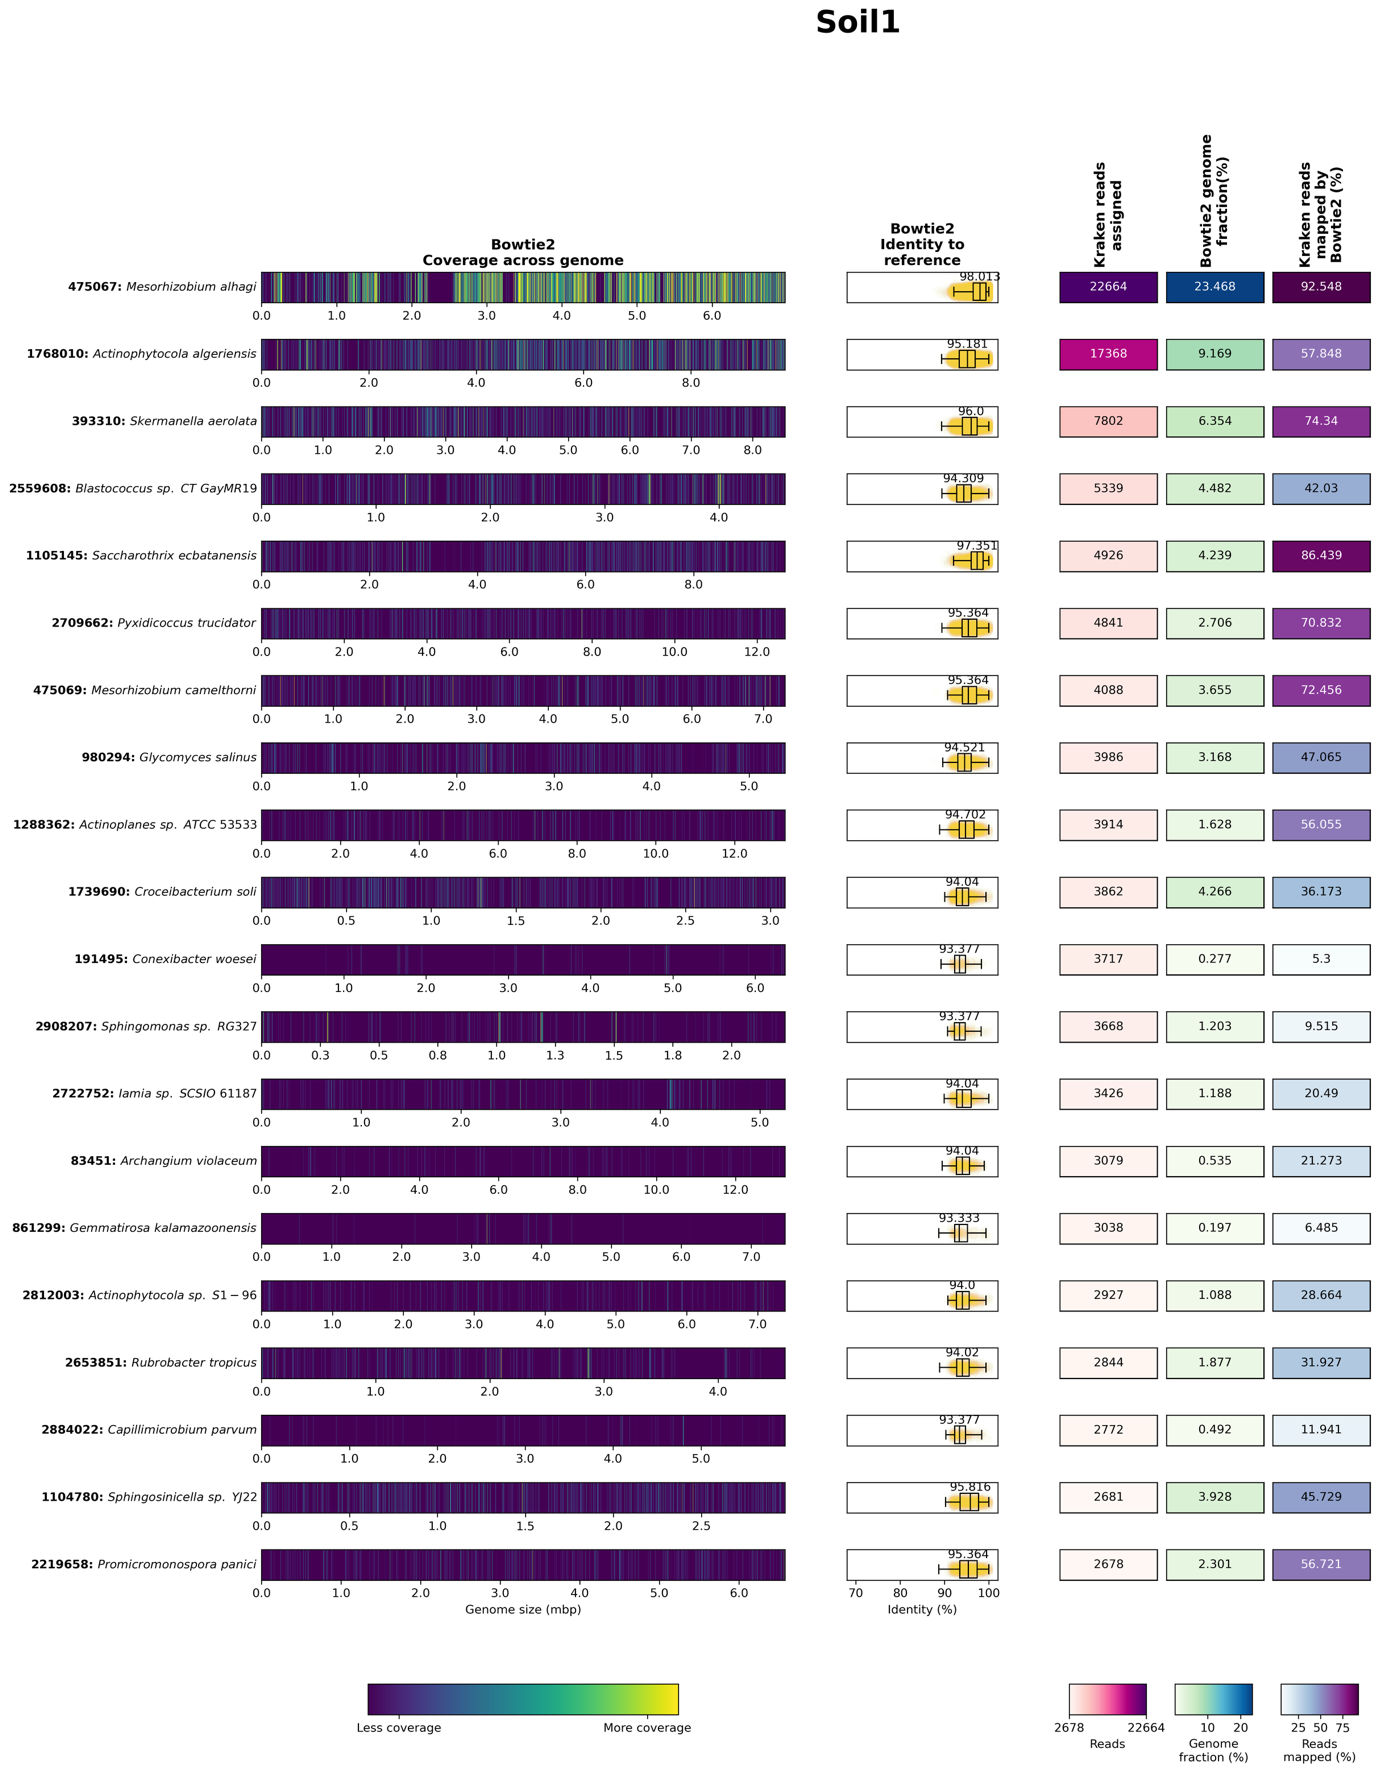 Soil1
Bowtie2
Coverage across genome
Bowtie2
Identity to
reference
Kraken reads
assigned
Bowtie2 genome
fraction(%)
Kraken reads
mapped by
Bowtie2 (%)
475067: Mesorhizobium alhagi
98.013
22664
23.468
92.548
0.0 1.0 2.0 3.0 4.0 5.0 6.0
1768010: Actinophytocola algeriensis
95.181
17368
9.169
57.848
0.0 2.0 4.0 6.0 8.0
393310: Skermanella aerolata
96.0
7802
6.354
74.34
0.0 1.0 2.0 3.0 4.0 5.0 6.0 7.0 8.0
2559608: Blastococcus sp. CT GayMR19
94.309
5339
4.482
42.03
0.0 1.0 2.0 3.0 4.0
1105145: Saccharothrix ecbatanensis
97.351
4926
4.239
86.439
0.0 2.0 4.0 6.0 8.0
2709662: Pyxidicoccus trucidator
95.364
4841
2.706
70.832
0.0 2.0 4.0 6.0 8.0 10.0 12.0
475069: Mesorhizobium camelthorni
95.364
4088
3.655
72.456
0.0 1.0 2.0 3.0 4.0 5.0 6.0 7.0
980294: Glycomyces salinus
94.521
3986
3.168
47.065
0.0 1.0 2.0 3.0 4.0 5.0
1288362: Actinoplanes sp. ATCC 53533
94.702
3914
1.628
56.055
0.0 2.0 4.0 6.0 8.0 10.0 12.0
1739690: Croceibacterium soli
94.04
3862
4.266
36.173
0.0 0.5 1.0 1.5 2.0 2.5 3.0
191495: Conexibacter woesei
93.377
3717
0.277
5.3
0.0 1.0 2.0 3.0 4.0 5.0 6.0
2908207: Sphingomonas sp. RG327
93.377
3668
1.203
9.515
0.0 0.3 0.5 0.8 1.0 1.3 1.5 1.8 2.0
2722752: Iamia sp. SCSIO 61187
94.04
3426
1.188
20.49
0.0 1.0 2.0 3.0 4.0 5.0
83451: Archangium violaceum
94.04
3079
0.535
21.273
0.0 2.0 4.0 6.0 8.0 10.0 12.0
861299: Gemmatirosa kalamazoonensis
93.333
3038
0.197
6.485
0.0 1.0 2.0 3.0 4.0 5.0 6.0 7.0
2812003: Actinophytocola sp. S1 − 96
94.0
2927
1.088
28.664
0.0 1.0 2.0 3.0 4.0 5.0 6.0 7.0
2653851: Rubrobacter tropicus
94.02
2844
1.877
31.927
0.0 1.0 2.0 3.0 4.0
2884022: Capillimicrobium parvum
93.377
2772
0.492
11.941
0.0 1.0 2.0 3.0 4.0 5.0
1104780: Sphingosinicella sp. YJ22
95.816
2681
3.928
45.729
0.0 0.5 1.0 1.5 2.0 2.5
2219658: Promicromonospora panici
95.364
2678
2.301
56.721
0.0 1.0 2.0 3.0 4.0 5.0 6.0
70 80 90 100
Genome size (mbp)
Identity (%)
Less coverage
More coverage
2678 22664
Reads
10 20
Genome
fraction (%)
25 50 75
Reads
mapped (%)